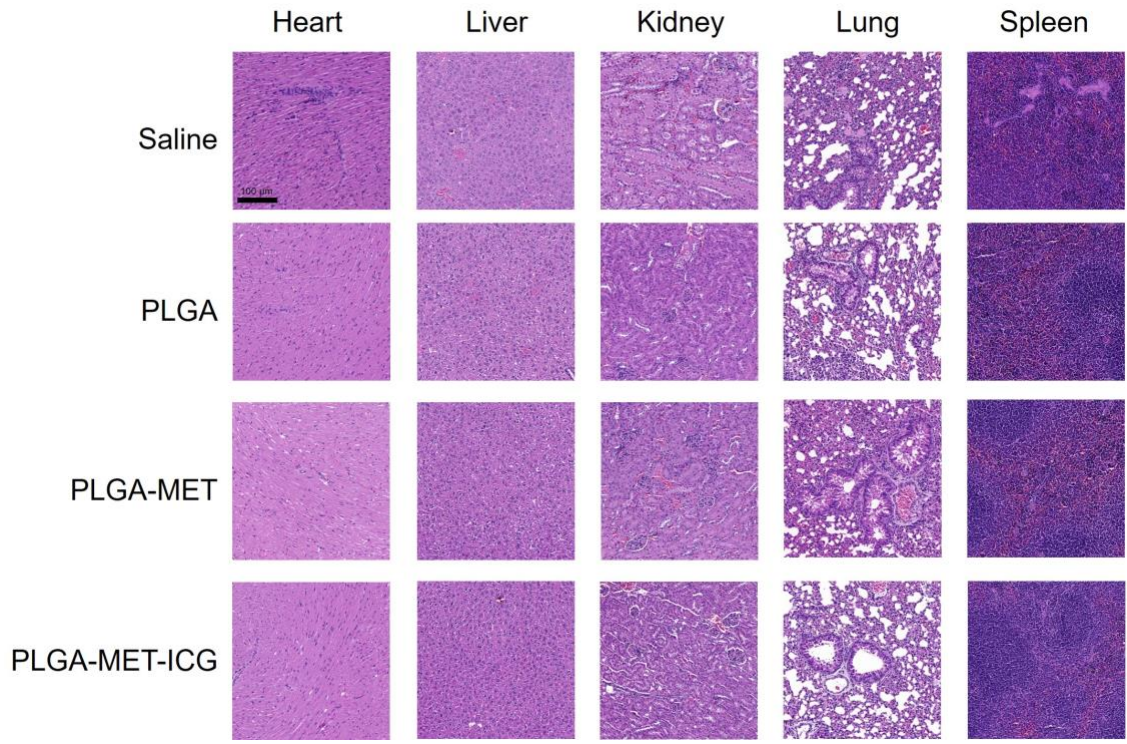 Heart Liver Kidney Lung Spleen
Saline
100 μm
PLGA
PLGA-MET
PLGA-MET-ICG